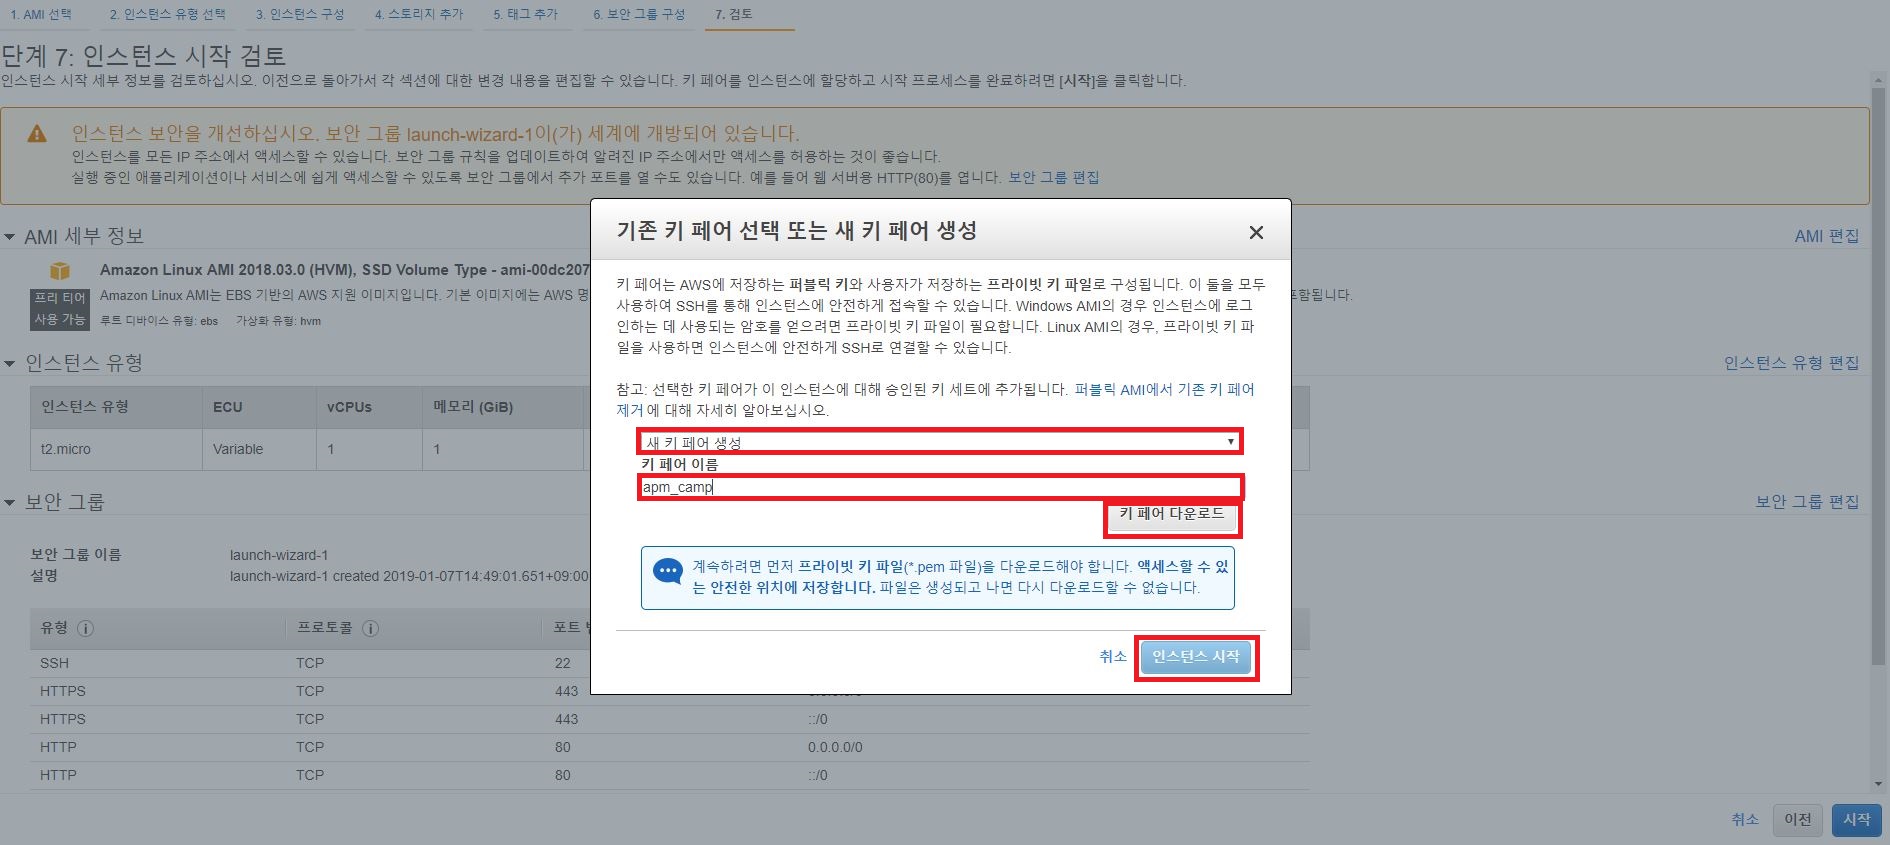 1. AMI 선택 2. 인스턴스 유형 선택 3. 인스턴스 구성 4. 스토리지 추가 5. 태그 추가 6. 보안 그룹 구성 7. 검토
단계 7: 인스턴스 시작 검토
인스턴스 시작 세부 정보를 검토하십시오. 이전으로 돌아가서 각 섹션에 대한 변경 내용을 편집할 수 있습니다. 키 페어를 인스턴스에 할당하고 시작 프로세스를 완료하려면 [시작]을 클릭합니다.
인스턴스 보안을 개선하십시오. 보안 그룹 launch-wizard-1이(가) 세계에 개방되어 있습니다.
인스턴스를 모든 IP 주소에서 액세스할 수 있습니다. 보안 그룹 규칙을 업데이트하여 알려진 IP 주소에서만 액세스를 허용하는 것이 좋습니다.
실행 중인 애플리케이션이나 서비스에 쉽게 액세스할 수 있도록 보안 그룹에서 추가 포트를 열 수도 있습니다. 예를 들어 웹 서버용 HTTP(80)를 엽니다. 보안 그룹 편집
AMI 세부 정보 AMI 편집
Amazon Linux AMI 2018.03.0 (HVM), SSD Volume Type - ami-00dc207
프리 티어
사용 가능
Amazon Linux AMI는 EBS 기반의 AWS 지원 이미지입니다. 기본 이미지에는 AWS 명 포함됩니다.
루트 디바이스 유형: ebs 가상화 유형: hvm
인스턴스 유형 인스턴스 유형 편집
인스턴스 유형 ECU vCPUs 메모리 (GiB)
t2.micro Variable 1 1
보안 그룹 보안 그룹 편집
보안 그룹 이름 launch-wizard-1
설명 launch-wizard-1 created 2019-01-07T14:49:01.651+09:00
유형 프로토콜 포트
SSH TCP 22
HTTPS TCP 443
HTTPS TCP 443 ::/0
HTTP TCP 80 0.0.0.0/0
HTTP TCP 80 ::/0
취소 이전 시작
기존 키 페어 선택 또는 새 키 페어 생성
키 페어는 AWS에 저장하는 퍼블릭 키와 사용자가 저장하는 프라이빗 키 파일로 구성됩니다. 이 둘을 모두
사용하여 SSH를 통해 인스턴스에 안전하게 접속할 수 있습니다. Windows AMI의 경우 인스턴스에 로그
인하는 데 사용되는 암호를 얻으려면 프라이빗 키 파일이 필요합니다. Linux AMI의 경우, 프라이빗 키 파
일을 사용하면 인스턴스에 안전하게 SSH로 연결할 수 있습니다.
참고: 선택한 키 페어가 이 인스턴스에 대해 승인된 키 세트에 추가됩니다. 퍼블릭 AMI에서 기존 키 페어
제거 에 대해 자세히 알아보십시오.
새 키 페어 생성
키 페어 이름
apm_camp
키 페어 다운로드
계속하려면 먼저 프라이빗 키 파일(*.pem 파일)을 다운로드해야 합니다. 액세스할 수 있
는 안전한 위치에 저장합니다. 파일은 생성되고 나면 다시 다운로드할 수 없습니다.
취소 인스턴스 시작